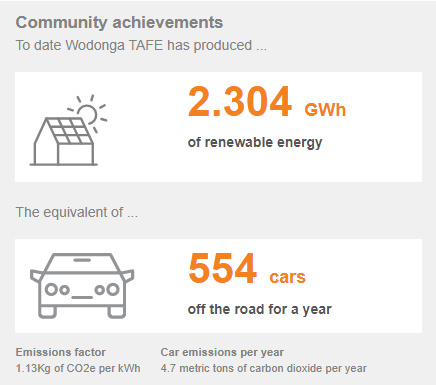 Community achievements
To date Wodonga TAFE has produced ...
2.304 GWh
of renewable energy
The equivalent of ...
554 cars
off the road for a year
Emissions factor
1.13Kg of CO2e per kWh
Car emissions per year
4.7 metric tons of carbon dioxide per year